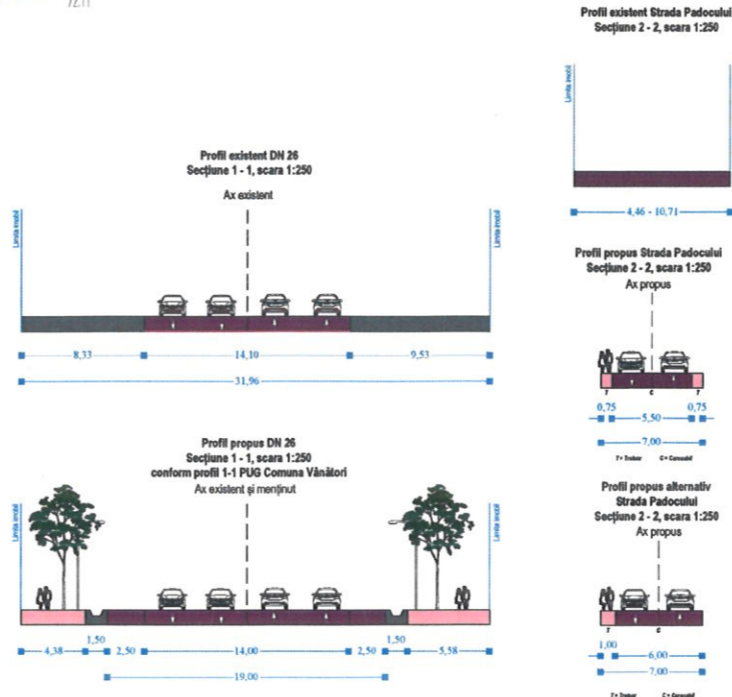 Profil existent DN 26
Secțiune 1 - 1, scara 1:250
Ax existent
Limita imobil
Limita imobil
8,33
14,10
9,53
31,96
Profil propus DN 26
Secțiune 1 - 1, scara 1:250
conform profil 1-1 PUG Comuna Vânători
Ax existent și menținut
Limita imobil
Limita imobil
1,50
1,50
4,38
2,50
14,00
2,50
5,58
19,00
Profil existent Strada Padocului
Secțiune 2 - 2, scara 1:250
Limita imobil
4,46 - 10,71
Profil propus Strada Padocului
Secțiune 2 - 2, scara 1:250
Ax propus
T
C
T
0,75
5,50
0,75
7,00
T = Trotuar C = Carosabil
Profil propus alternativ
Strada Padocului
Secțiune 2 - 2, scara 1:250
Ax propus
T
C
1,00
6,00
7,00
T = Trotuar C = Carosabil